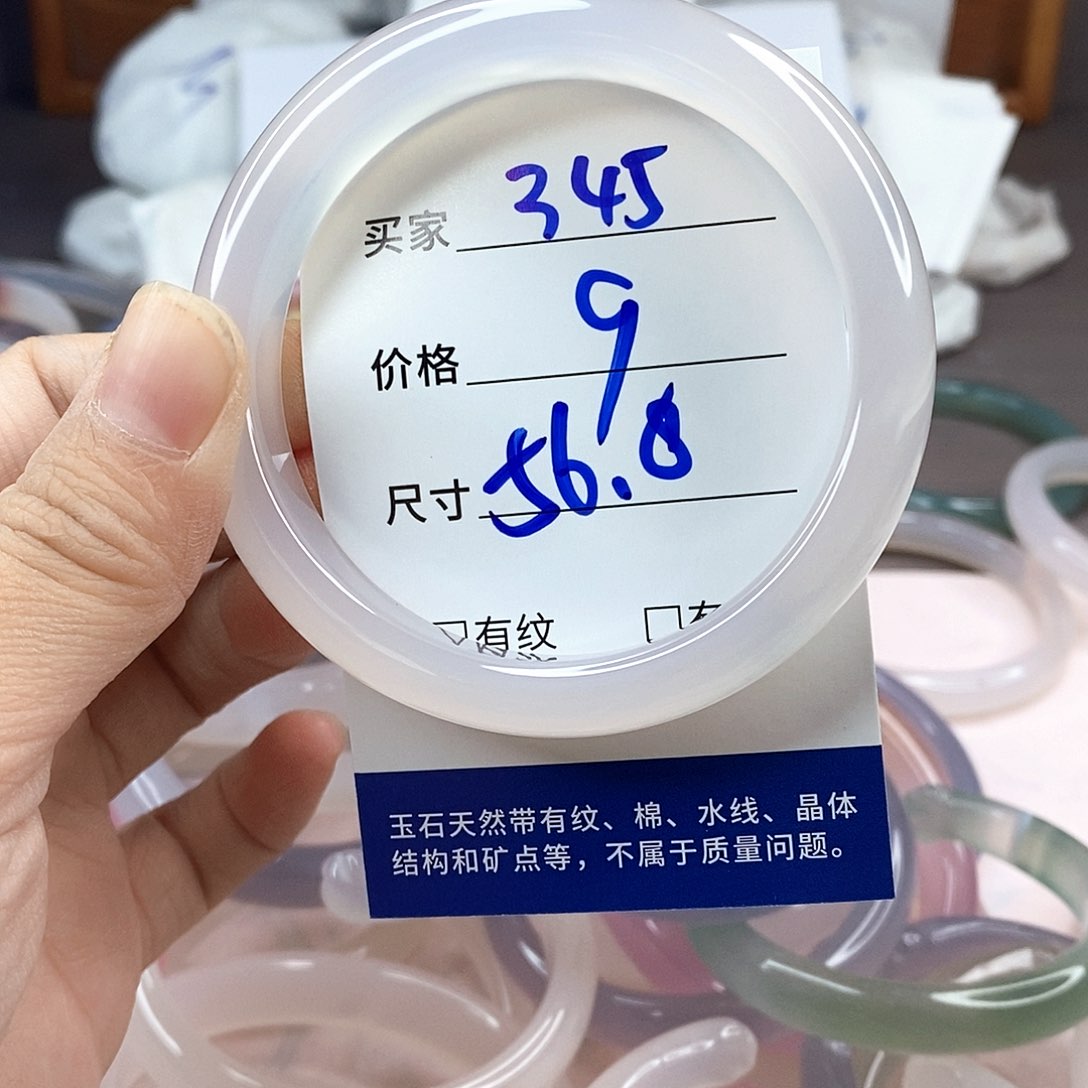 买家 345
价格 9
尺寸 56.8
□有纹 □有
玉石天然带有纹、棉、水线、晶体
结构和矿点等，不属于质量问题。